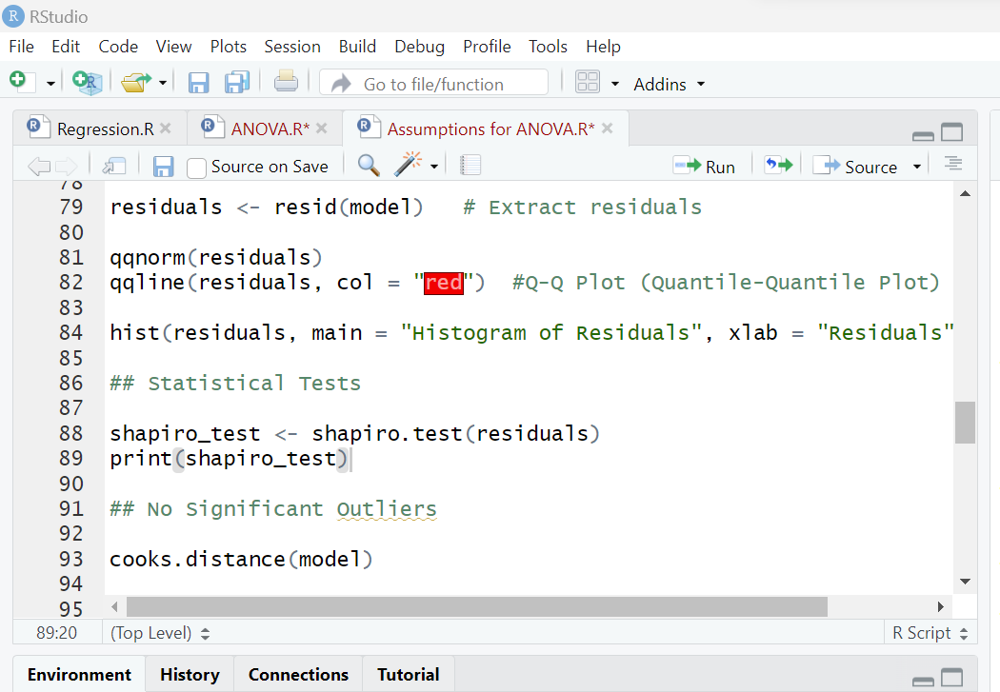 R RStudio
File Edit Code View Plots Session Build Debug Profile Tools Help
R Go to file/function Addins
R Regression.R R ANOVA.R* R Assumptions for ANOVA.R*
Source on Save Run Source
78
79 residuals <- resid(model)   # Extract residuals
80
81 qqnorm(residuals)
82 qqline(residuals, col = "red")  #Q-Q Plot (Quantile-Quantile Plot)
83
84 hist(residuals, main = "Histogram of Residuals", xlab = "Residuals"
85
86 ## Statistical Tests
87
88 shapiro_test <- shapiro.test(residuals)
89 print(shapiro_test)
90
91 ## No Significant Outliers
92
93 cooks.distance(model)
94
95
89:20 (Top Level) R Script
Environment History Connections Tutorial